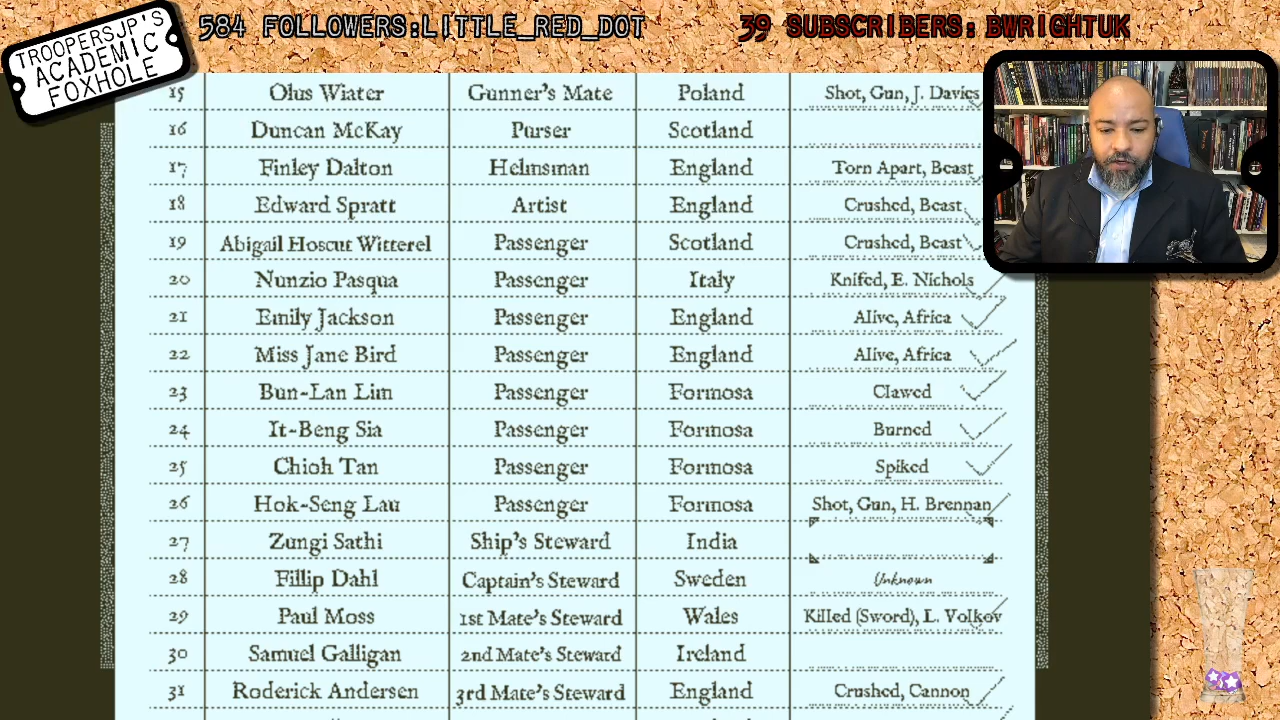 TROOPERSJP'S
ACADEMIC
FOXHOLE
584 FOLLOWERS:LITTLE_RED_DOT
39 SUBSCRIBERS: BWRIGHTUK
15 Olus Wiater Gunner's Mate Poland Shot, Gun, J. Davies
16 Duncan McKay Purser Scotland
17 Finley Dalton Helmsman England Torn Apart, Beast
18 Edward Spratt Artist England Crushed, Beast
19 Abigail Hoscut Witterel Passenger Scotland Crushed, Beast
20 Nunzio Pasqua Passenger Italy Knifed, E. Nichols
21 Emily Jackson Passenger England Alive, Africa
22 Miss Jane Bird Passenger England Alive, Africa
23 Bun-Lan Lim Passenger Formosa Clawed
24 It-Beng Sia Passenger Formosa Burned
25 Chioh Tan Passenger Formosa Spiked
26 Hok-Seng Lau Passenger Formosa Shot, Gun, H. Brennan
27 Zungi Sathi Ship's Steward India
28 Fillip Dahl Captain's Steward Sweden Unknown
29 Paul Moss 1st Mate's Steward Wales Killed (Sword), L. Volkov
30 Samuel Galligan 2nd Mate's Steward Ireland
31 Roderick Andersen 3rd Mate's Steward England Crushed, Cannon